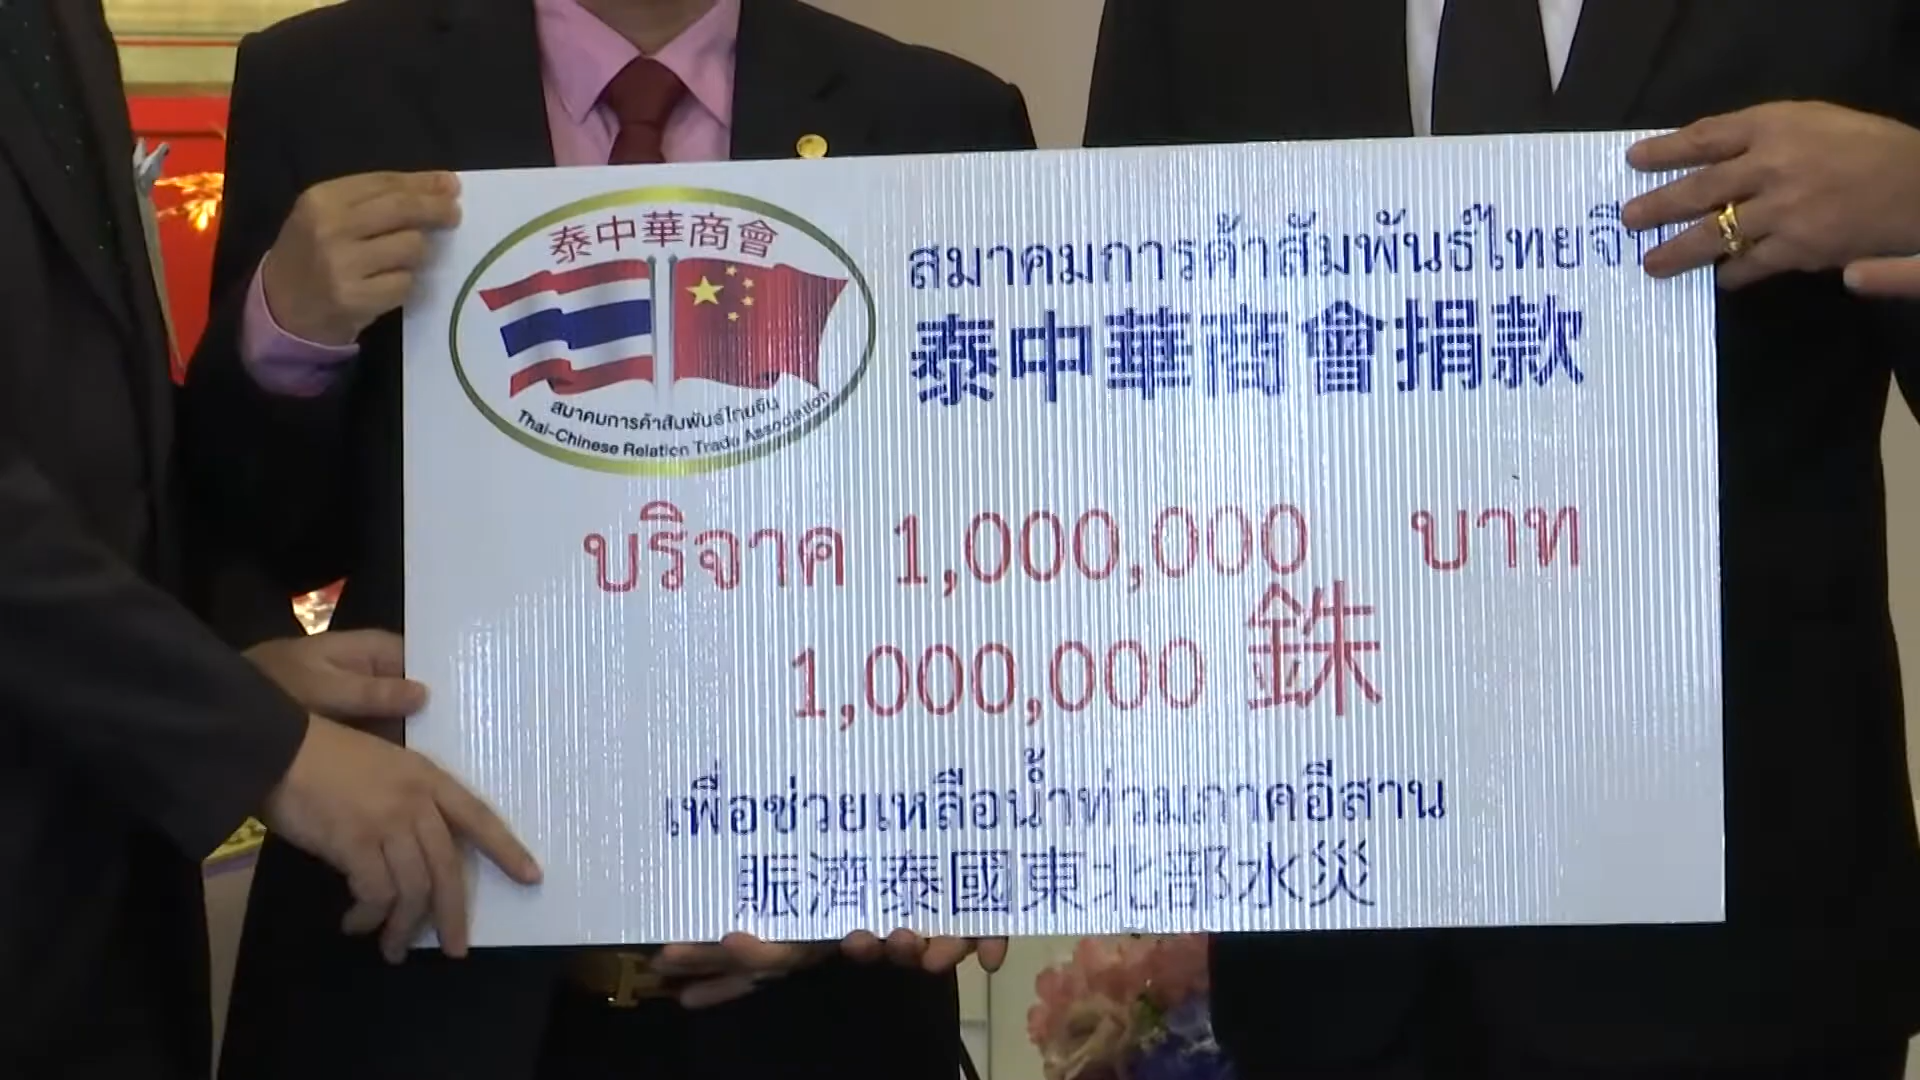 泰中華商會
สมาคมการค้าสัมพันธ์ไทยจีน
Thai-Chinese Relation Trade Association
สมาคมการค้าสัมพันธ์ไทยจีน
泰中華商會捐款
บริจาค 1,000,000 บาท
1,000,000 銖
เพื่อช่วยเหลือน้ำท่วมภาคอีสาน
賑濟泰國東北部水災